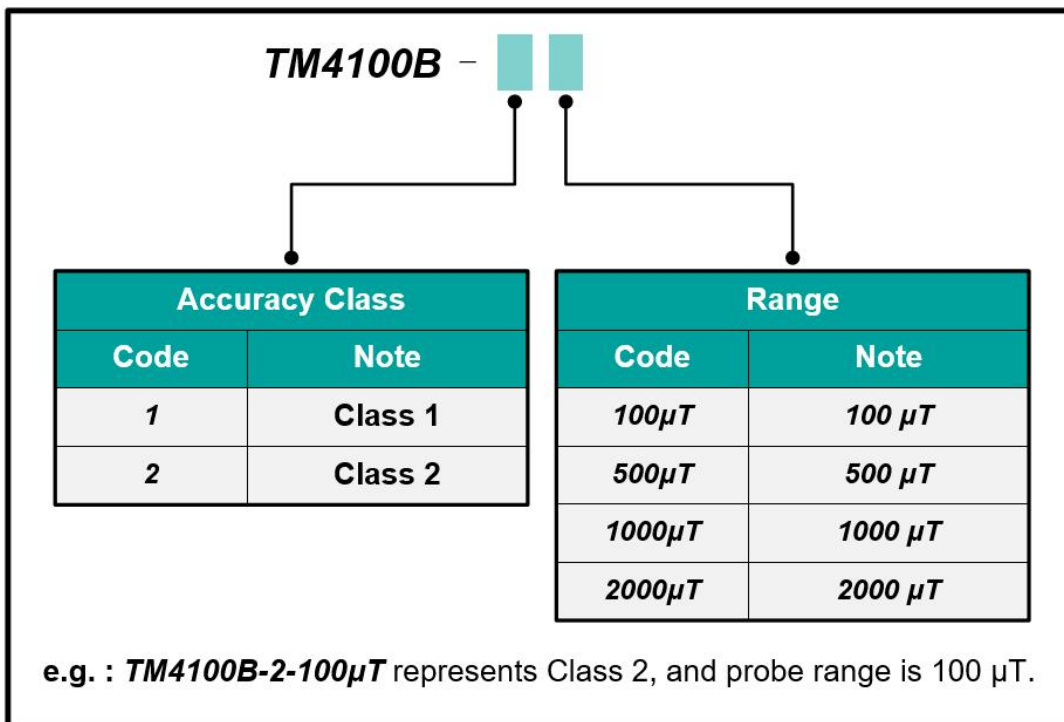 TM4100B –
Accuracy Class
Code Note
1 Class 1
2 Class 2
Range
Code Note
100μT 100 μT
500μT 500 μT
1000μT 1000 μT
2000μT 2000 μT
e.g. : TM4100B-2-100μT represents Class 2, and probe range is 100 μT.